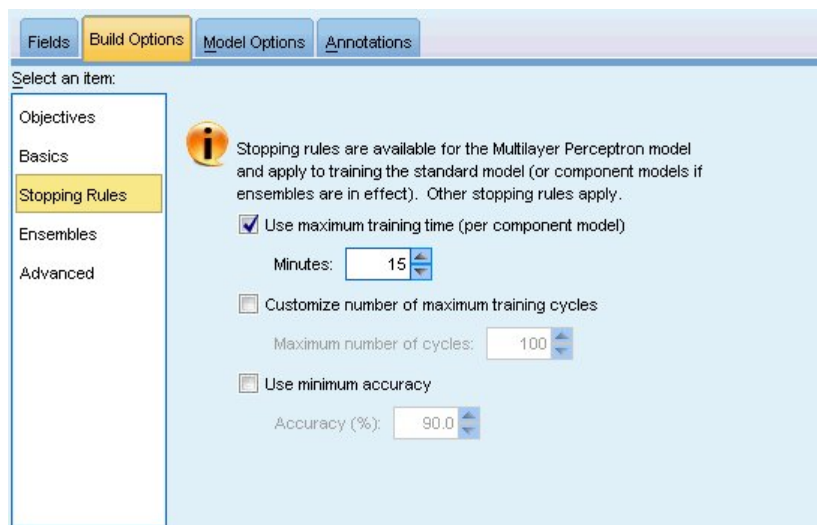 Fields Build Options Model Options Annotations
Select an item:
Objectives
Basics
Stopping Rules
Ensembles
Advanced
Stopping rules are available for the Multilayer Perceptron model
and apply to training the standard model (or component models if
ensembles are in effect). Other stopping rules apply.
Use maximum training time (per component model)
Minutes: 15
Customize number of maximum training cycles
Maximum number of cycles: 100
Use minimum accuracy
Accuracy (%): 90.0